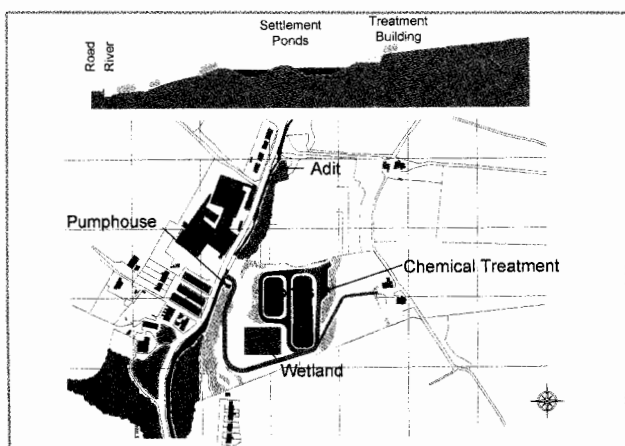 Road
River
Settlement
Ponds
Treatment
Building
Adit
Pumphouse
Chemical Treatment
Wetland